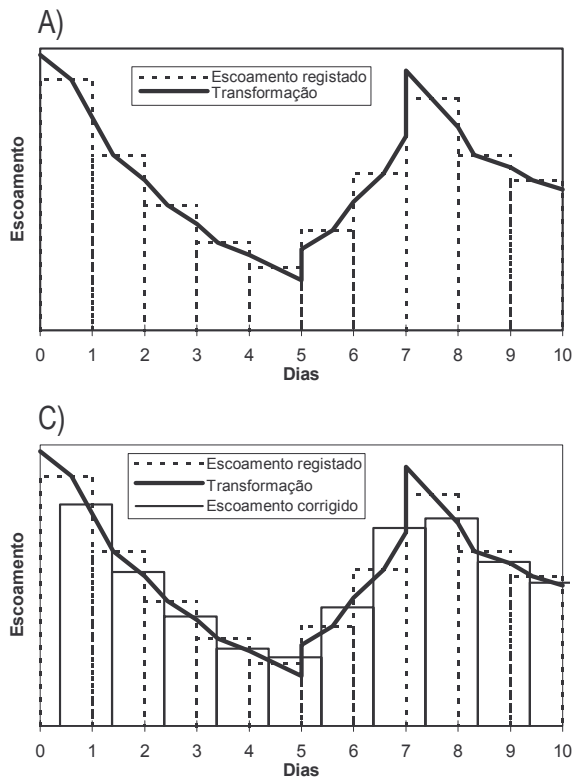 A)
Escoamento registado
Transformação
Escoamento
0 1 2 3 4 5 6 7 8 9 10
Dias
C)
Escoamento registado
Transformação
Escoamento corrigido
Escoamento
0 1 2 3 4 5 6 7 8 9 10
Dias